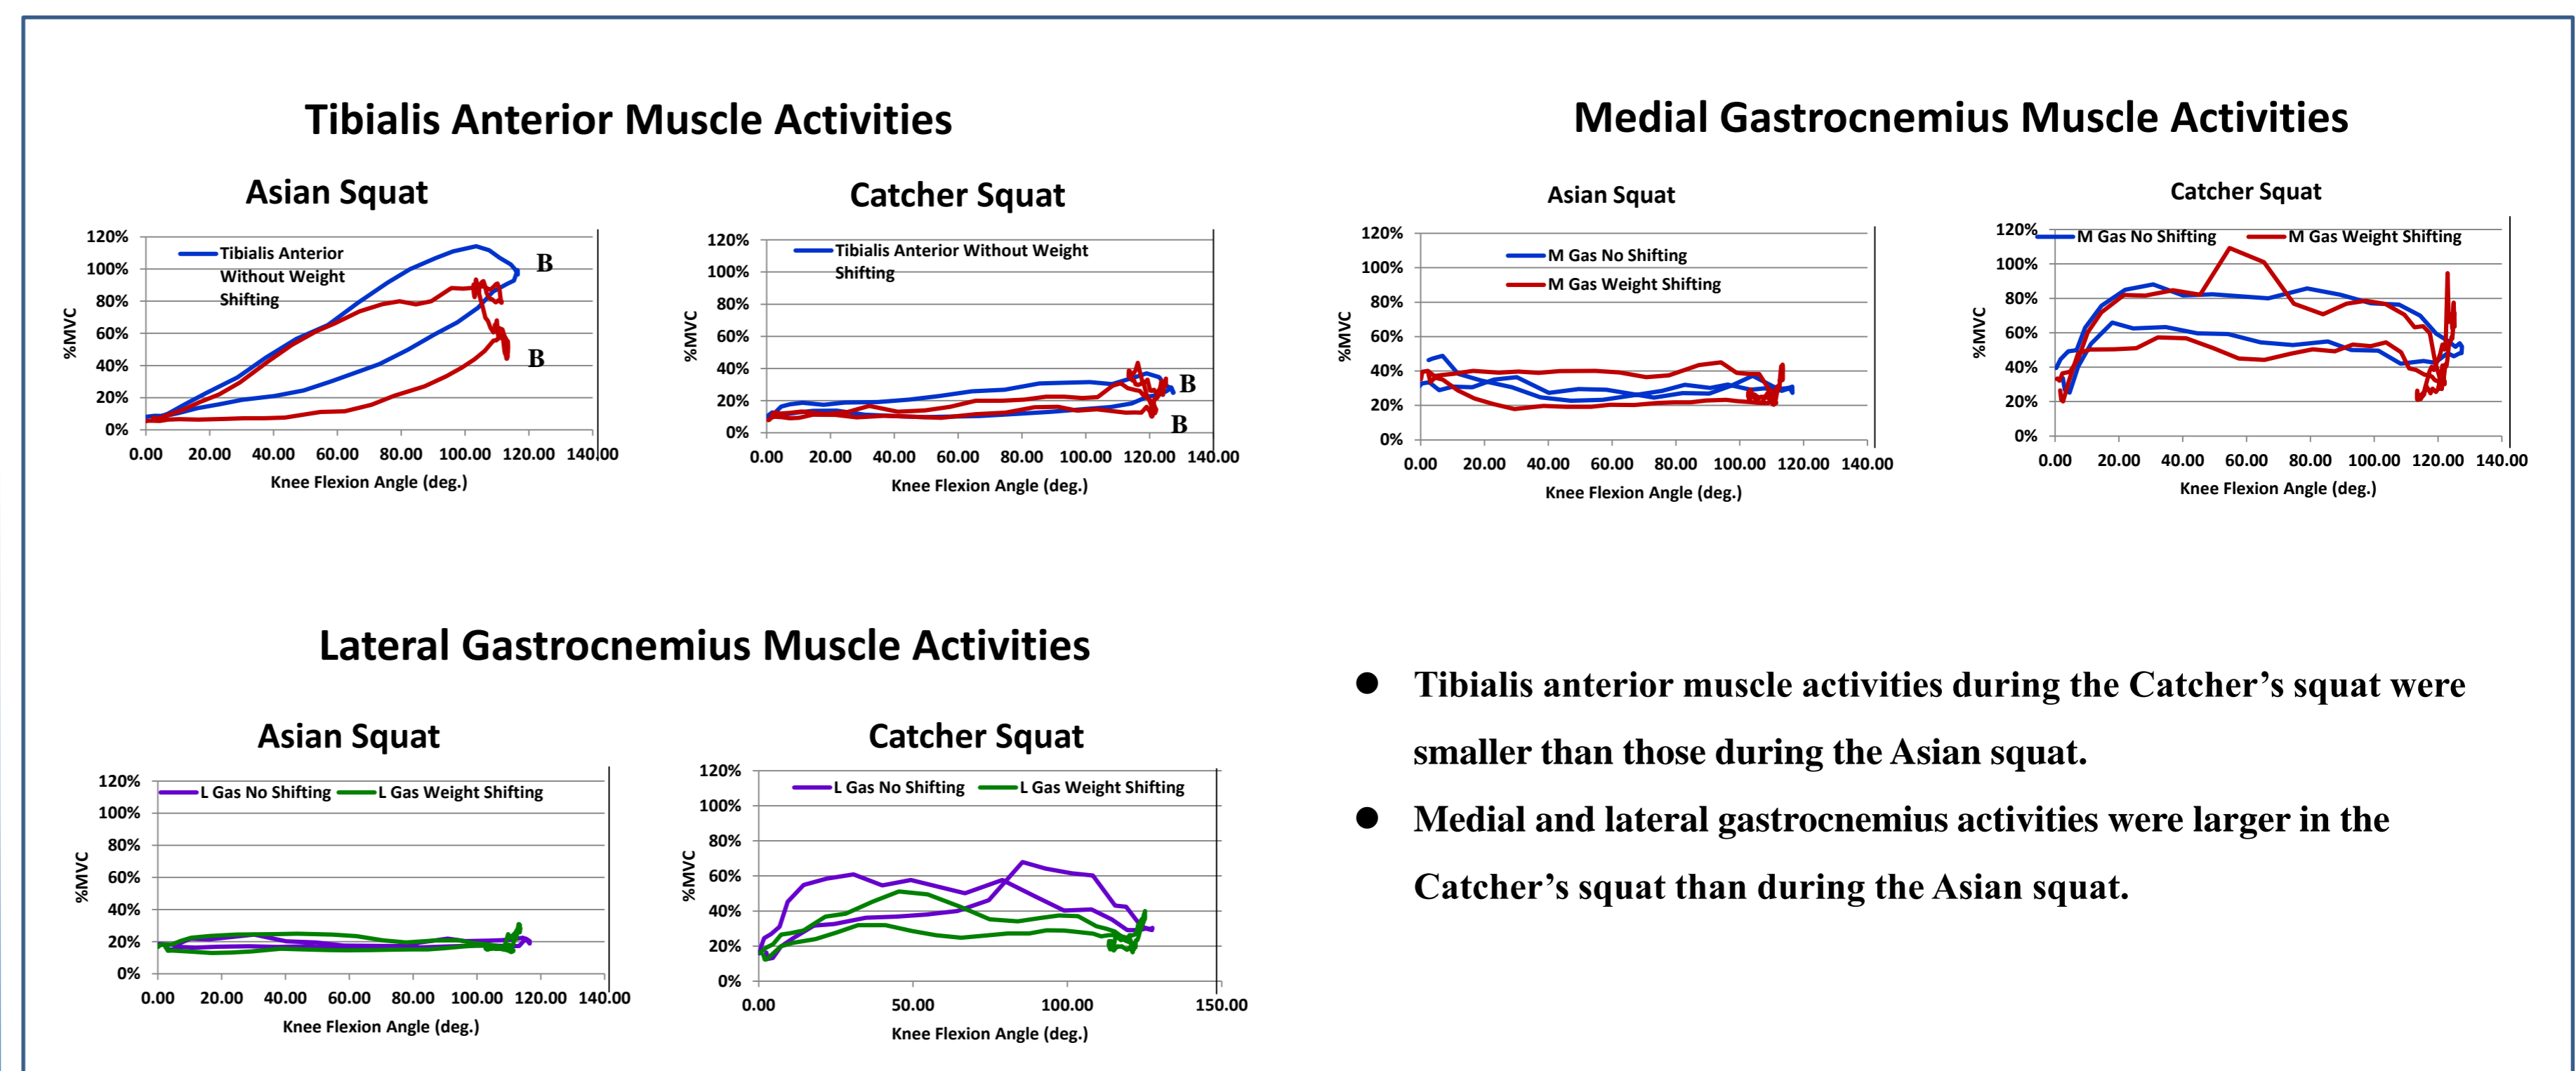 Tibialis Anterior Muscle Activities
Asian Squat
120%
100%
80%
60%
40%
20%
0%
%MVC
Tibialis Anterior
Without Weight
Shifting
B
B
0.00 20.00 40.00 60.00 80.00 100.00 120.00 140.00
Knee Flexion Angle (deg.)
Catcher Squat
120%
100%
80%
60%
40%
20%
0%
%MVC
Tibialis Anterior Without Weight
Shifting
B
B
0.00 20.00 40.00 60.00 80.00 100.00 120.00 140.00
Knee Flexion Angle (deg.)
Medial Gastrocnemius Muscle Activities
Asian Squat
120%
100%
80%
60%
40%
20%
0%
%MVC
M Gas No Shifting
M Gas Weight Shifting
0.00 20.00 40.00 60.00 80.00 100.00 120.00 140.00
Knee Flexion Angle (deg.)
Catcher Squat
120%
100%
80%
60%
40%
20%
0%
%MVC
M Gas No Shifting M Gas Weight Shifting
0.00 20.00 40.00 60.00 80.00 100.00 120.00 140.00
Knee Flexion Angle (deg.)
Lateral Gastrocnemius Muscle Activities
Asian Squat
120%
100%
80%
60%
40%
20%
0%
%MVC
L Gas No Shifting L Gas Weight Shifting
0.00 20.00 40.00 60.00 80.00 100.00 120.00 140.00
Knee Flexion Angle (deg.)
Catcher Squat
120%
100%
80%
60%
40%
20%
0%
%MVC
L Gas No Shifting L Gas Weight Shifting
0.00 50.00 100.00 150.00
Knee Flexion Angle (deg.)
● Tibialis anterior muscle activities during the Catcher’s squat were
smaller than those during the Asian squat.
● Medial and lateral gastrocnemius activities were larger in the
Catcher’s squat than during the Asian squat.